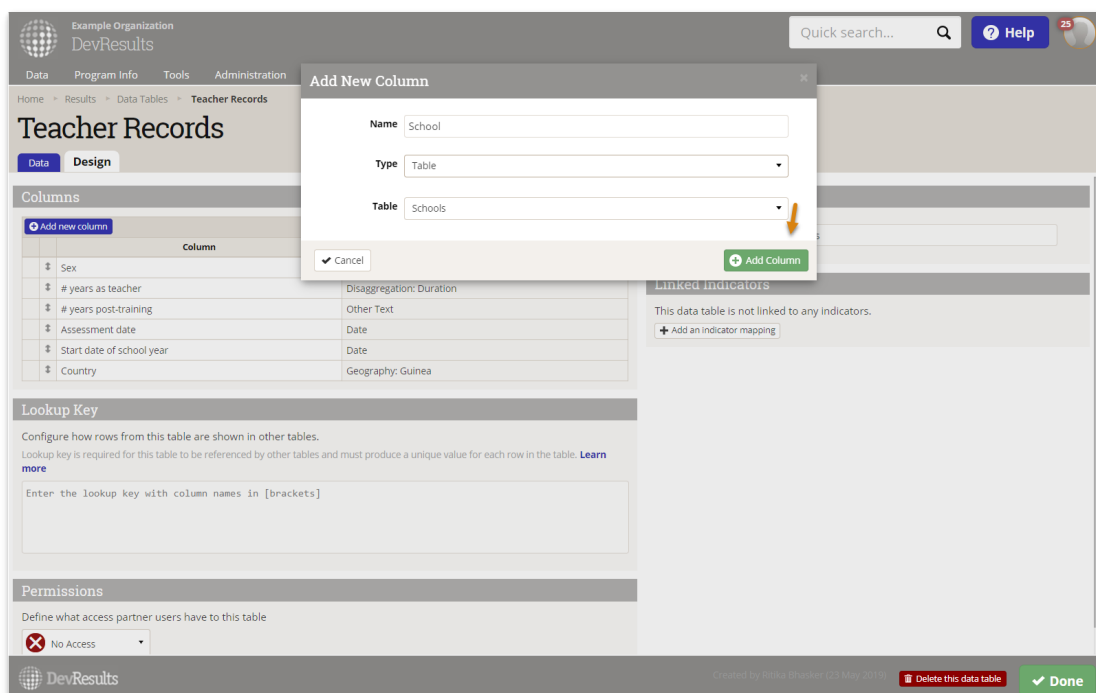 Example Organization
DevResults
Quick search...
Help
25
Data Program Info Tools Administration
Home Results Data Tables Teacher Records
Teacher Records
Data Design
Add New Column
×
Name School
Type Table
Table Schools
Cancel
Add Column
Columns
Add new column
Column
Sex
# years as teacher Disaggregation: Duration
# years post-training Other Text
Assessment date Date
Start date of school year Date
Country Geography: Guinea
Linked Indicators
This data table is not linked to any indicators.
Add an indicator mapping
Lookup Key
Configure how rows from this table are shown in other tables.
Lookup key is required for this table to be referenced by other tables and must produce a unique value for each row in the table. Learn
more
Enter the lookup key with column names in [brackets]
Permissions
Define what access partner users have to this table
No Access
DevResults
Created by Ritika Bhasker (23 May 2019)
Delete this data table
Done